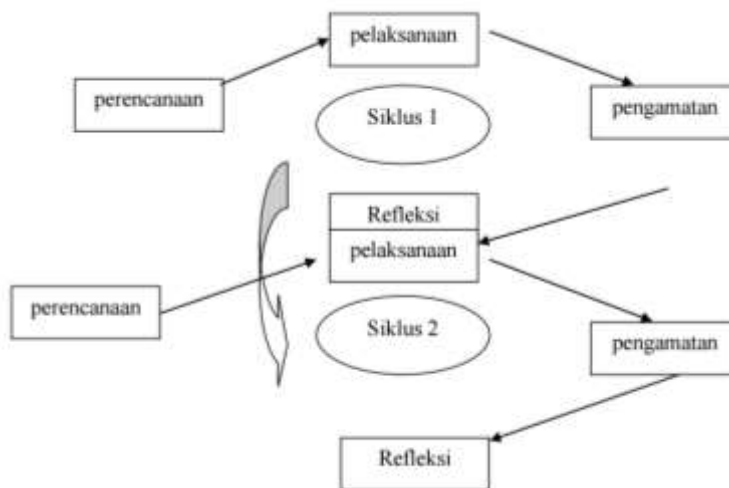 pelaksanaan
perencanaan
Siklus 1
pengamatan
Refleksi
pelaksanaan
perencanaan
Siklus 2
pengamatan
Refleksi